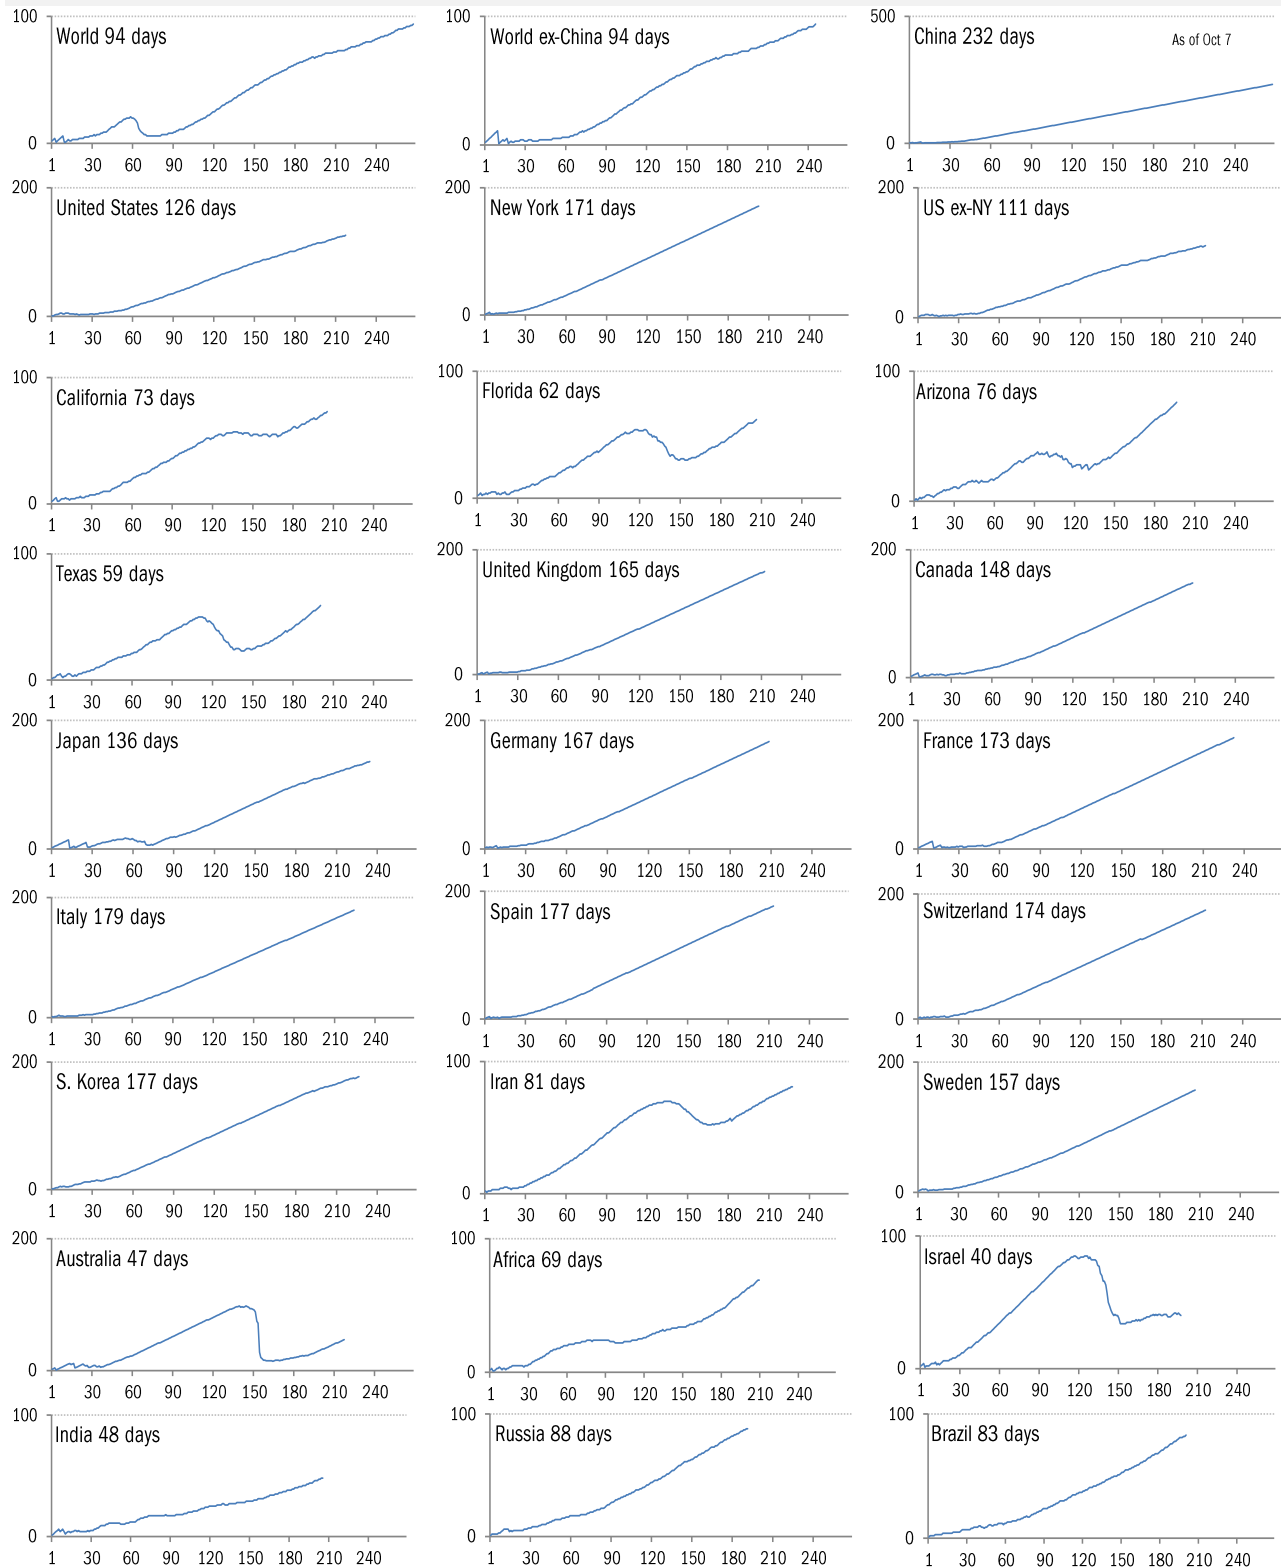 100 100 500
World 94 days World ex-China 94 days China 232 days As of Oct 7
0 0 0
1 30 60 90 120 150 180 210 240 1 30 60 90 120 150 180 210 240 1 30 60 90 120 150 180 210 240
200 200 200
United States 126 days New York 171 days US ex-NY 111 days
0 0 0
1 30 60 90 120 150 180 210 240 1 30 60 90 120 150 180 210 240 1 30 60 90 120 150 180 210 240
100 100 100
California 73 days Florida 62 days Arizona 76 days
0 0 0
1 30 60 90 120 150 180 210 240 1 30 60 90 120 150 180 210 240 1 30 60 90 120 150 180 210 240
100 200 200
Texas 59 days United Kingdom 165 days Canada 148 days
0 0 0
1 30 60 90 120 150 180 210 240 1 30 60 90 120 150 180 210 240 1 30 60 90 120 150 180 210 240
200 200 200
Japan 136 days Germany 167 days France 173 days
0 0 0
1 30 60 90 120 150 180 210 240 1 30 60 90 120 150 180 210 240 1 30 60 90 120 150 180 210 240
200 200 200
Italy 179 days Spain 177 days Switzerland 174 days
0 0 0
1 30 60 90 120 150 180 210 240 1 30 60 90 120 150 180 210 240 1 30 60 90 120 150 180 210 240
200 100 200
S. Korea 177 days Iran 81 days Sweden 157 days
0 0 0
1 30 60 90 120 150 180 210 240 1 30 60 90 120 150 180 210 240 1 30 60 90 120 150 180 210 240
200 100 100
Australia 47 days Africa 69 days Israel 40 days
0 0 0
1 30 60 90 120 150 180 210 240 1 30 60 90 120 150 180 210 240 1 30 60 90 120 150 180 210 240
100 100 100
India 48 days Russia 88 days Brazil 83 days
0 0 0
1 30 60 90 120 150 180 210 240 1 30 60 90 120 150 180 210 240 1 30 60 90 120 150 180 210 240